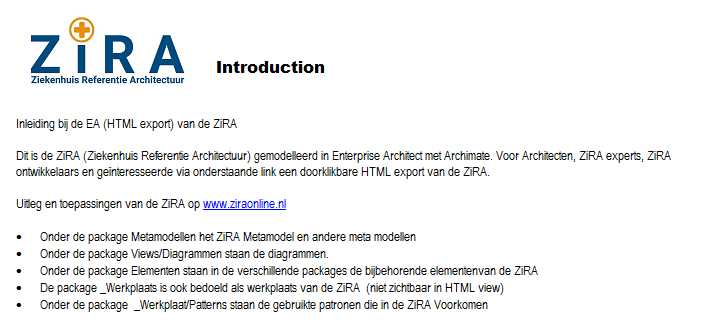 ZiRA
Ziekenhuis Referentie Architectuur
Introduction
Inleiding bij de EA (HTML export) van de ZiRA
Dit is de ZiRA (Ziekenhuis Referentie Architectuur) gemodelleerd in Enterprise Architect met Archimate. Voor Architecten, ZiRA experts, ZiRA
ontwikkelaars en geinteresseerde via onderstaande link een doorklikbare HTML export van de ZiRA.
Uitleg en toepassingen van de ZiRA op www.ziraonline.nl
• Onder de package Metamodellen het ZiRA Metamodel en andere meta modellen
• Onder de package Views/Diagrammen staan de diagrammen.
• Onder de package Elementen staan in de verschillende packages de bijbehorende elementenvan de ZiRA
• De package _Werkplaats is ook bedoeld als werkplaats van de ZiRA (niet zichtbaar in HTML view)
• Onder de package _Werkplaat/Patterns staan de gebruikte patronen die in de ZiRA Voorkomen